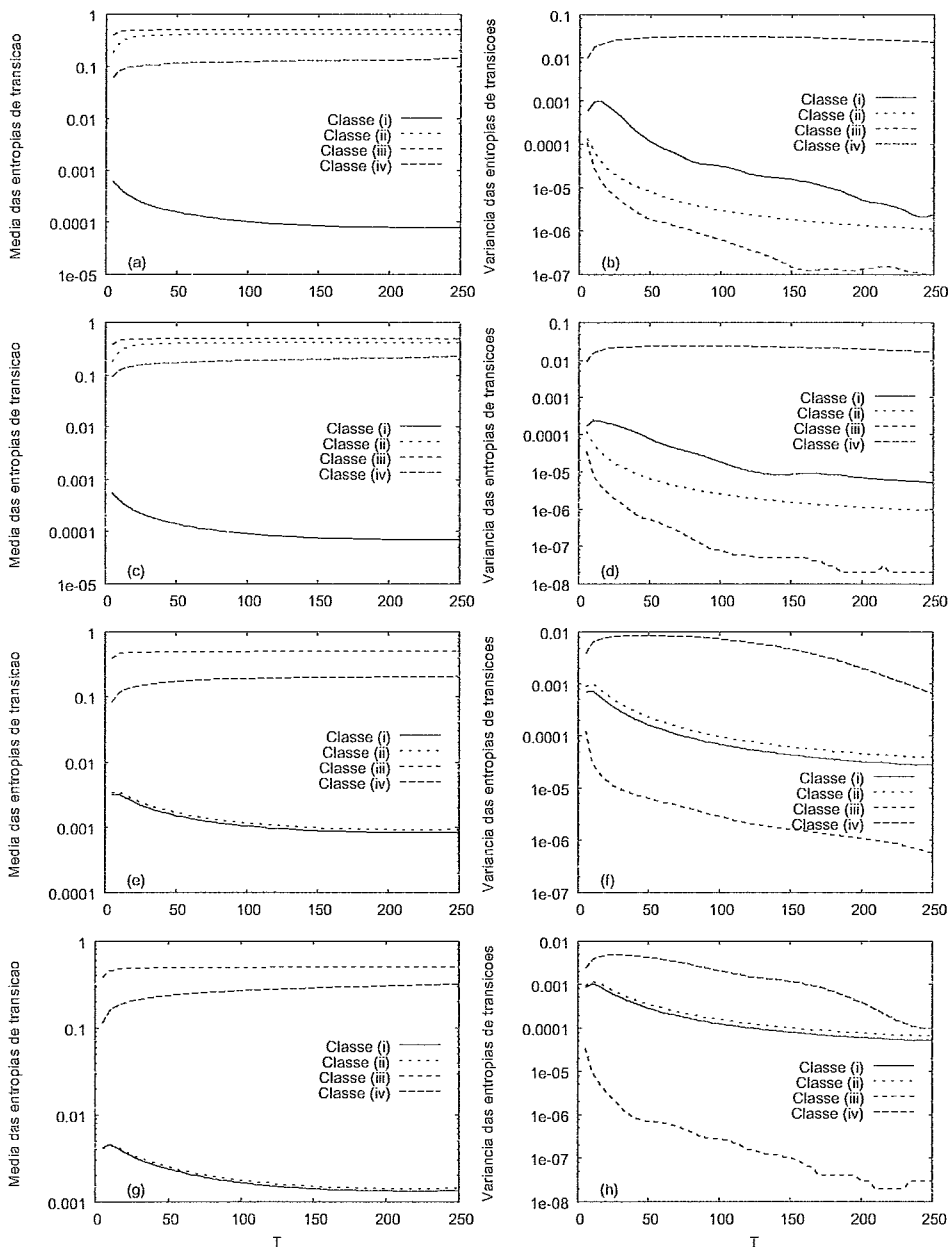 Media das entropias de transicao
1
0.1
0.01
0.001
0.0001
1e-05
Classe (i)
Classe (ii)
Classe (iii)
Classe (iv)
(a)
0 50 100 150 200 250
Variancia das entropias de transicoes
0.1
0.01
0.001
0.0001
1e-05
1e-06
1e-07
Classe (i)
Classe (ii)
Classe (iii)
Classe (iv)
(b)
0 50 100 150 200 250
Media das entropias de transicao
1
0.1
0.01
0.001
0.0001
1e-05
Classe (i)
Classe (ii)
Classe (iii)
Classe (iv)
(c)
0 50 100 150 200 250
Variancia das entropias de transicoes
0.1
0.01
0.001
0.0001
1e-05
1e-06
1e-07
1e-08
Classe (i)
Classe (ii)
Classe (iii)
Classe (iv)
(d)
0 50 100 150 200 250
Media das entropias de transicao
1
0.1
0.01
0.001
0.0001
Classe (i)
Classe (ii)
Classe (iii)
Classe (iv)
(e)
0 50 100 150 200 250
Variancia das entropias de transicoes
0.01
0.001
0.0001
1e-05
1e-06
1e-07
Classe (i)
Classe (ii)
Classe (iii)
Classe (iv)
(f)
0 50 100 150 200 250
Media das entropias de transicao
1
0.1
0.01
0.001
Classe (i)
Classe (ii)
Classe (iii)
Classe (iv)
(g)
0 50 100 150 200 250
T
Variancia das entropias de transicoes
0.01
0.001
0.0001
1e-05
1e-06
1e-07
1e-08
Classe (i)
Classe (ii)
Classe (iii)
Classe (iv)
(h)
0 50 100 150 200 250
T